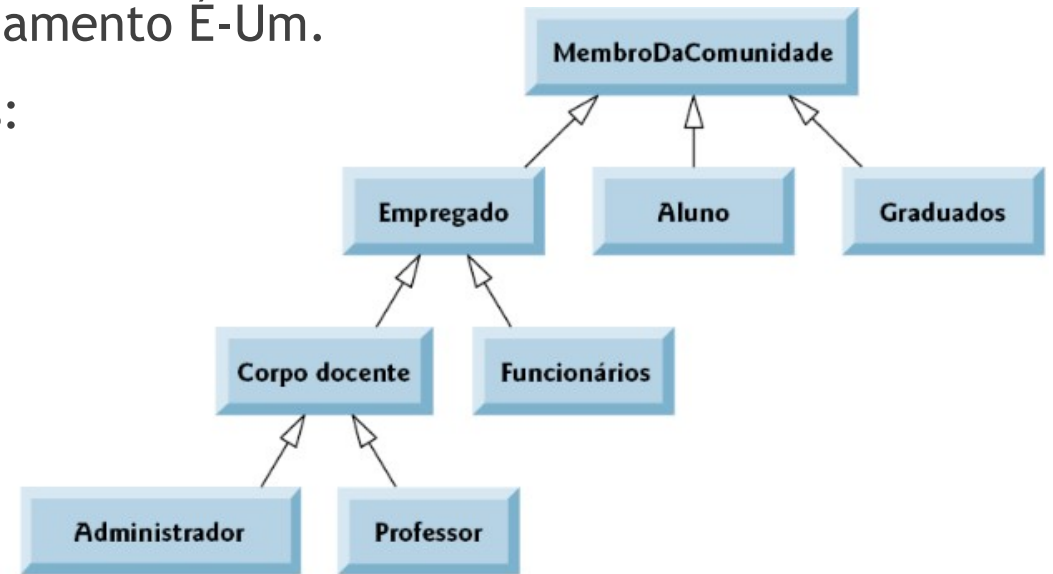 amento É-Um.
:
MembroDaComunidade
Empregado
Aluno
Graduados
Corpo docente
Funcionários
Administrador
Professor